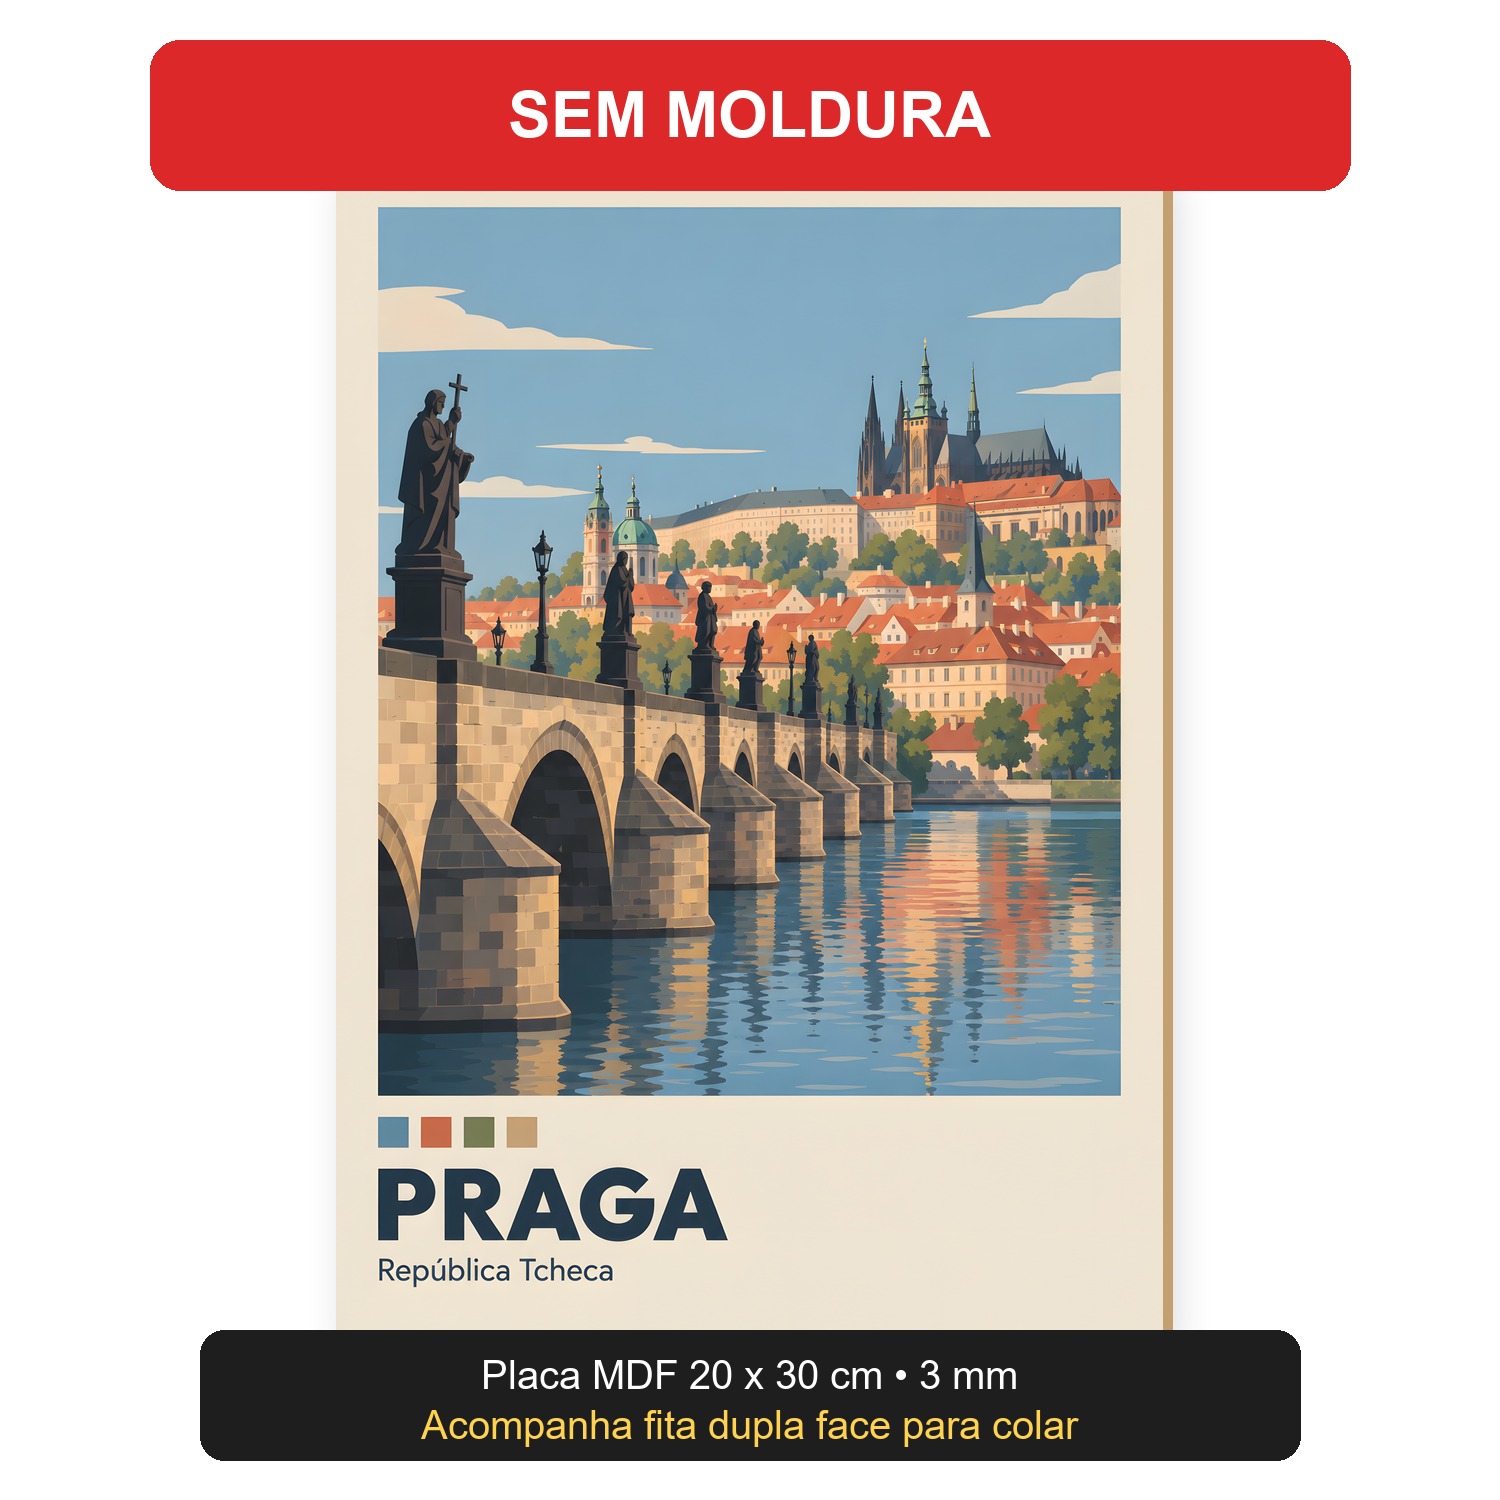 SEM MOLDURA
PRAGA
República Tcheca
Placa MDF 20 x 30 cm • 3 mm
Acompanha fita dupla face para colar